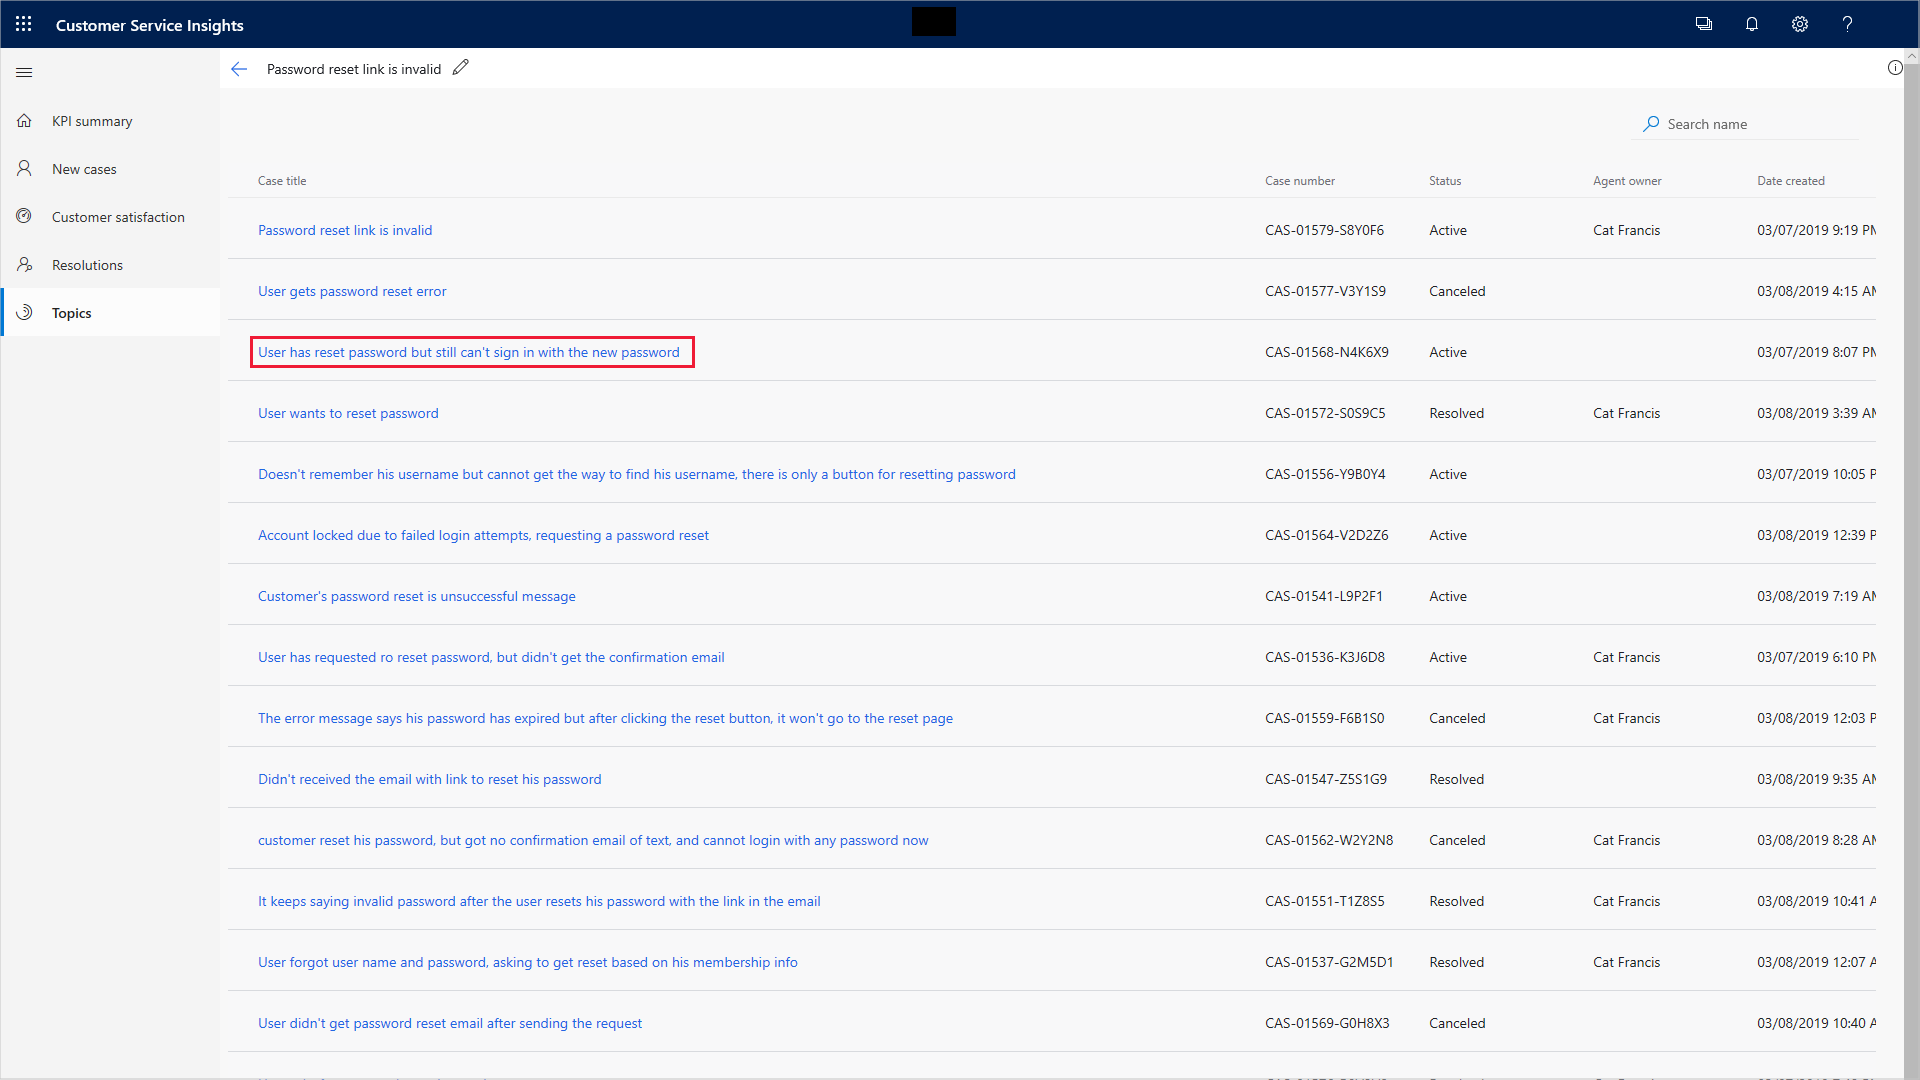 Customer Service Insights
Password reset link is invalid
KPI summary
New cases
Customer satisfaction
Resolutions
Topics
Search name
Case title Case number Status Agent owner Date created
Password reset link is invalid CAS-01579-S8Y0F6 Active Cat Francis 03/07/2019 9:19 PM
User gets password reset error CAS-01577-V3Y1S9 Canceled 03/08/2019 4:15 AM
User has reset password but still can't sign in with the new password CAS-01568-N4K6X9 Active 03/07/2019 8:07 PM
User wants to reset password CAS-01572-S0S9C5 Resolved Cat Francis 03/08/2019 3:39 AM
Doesn't remember his username but cannot get the way to find his username, there is only a button for resetting password CAS-01556-Y9B0Y4 Active 03/07/2019 10:05 P
Account locked due to failed login attempts, requesting a password reset CAS-01564-V2D2Z6 Active 03/08/2019 12:39 P
Customer's password reset is unsuccessful message CAS-01541-L9P2F1 Active 03/08/2019 7:19 AM
User has requested ro reset password, but didn't get the confirmation email CAS-01536-K3J6D8 Active Cat Francis 03/07/2019 6:10 PM
The error message says his password has expired but after clicking the reset button, it won't go to the reset page CAS-01559-F6B1S0 Canceled Cat Francis 03/08/2019 12:03 P
Didn't received the email with link to reset his password CAS-01547-Z5S1G9 Resolved 03/08/2019 9:35 AM
customer reset his password, but got no confirmation email of text, and cannot login with any password now CAS-01562-W2Y2N8 Canceled Cat Francis 03/08/2019 8:28 AM
It keeps saying invalid password after the user resets his password with the link in the email CAS-01551-T1Z8S5 Resolved Cat Francis 03/08/2019 10:41 A
User forgot user name and password, asking to get reset based on his membership info CAS-01537-G2M5D1 Resolved Cat Francis 03/08/2019 12:07 A
User didn't get password reset email after sending the request CAS-01569-G0H8X3 Canceled 03/08/2019 10:40 A